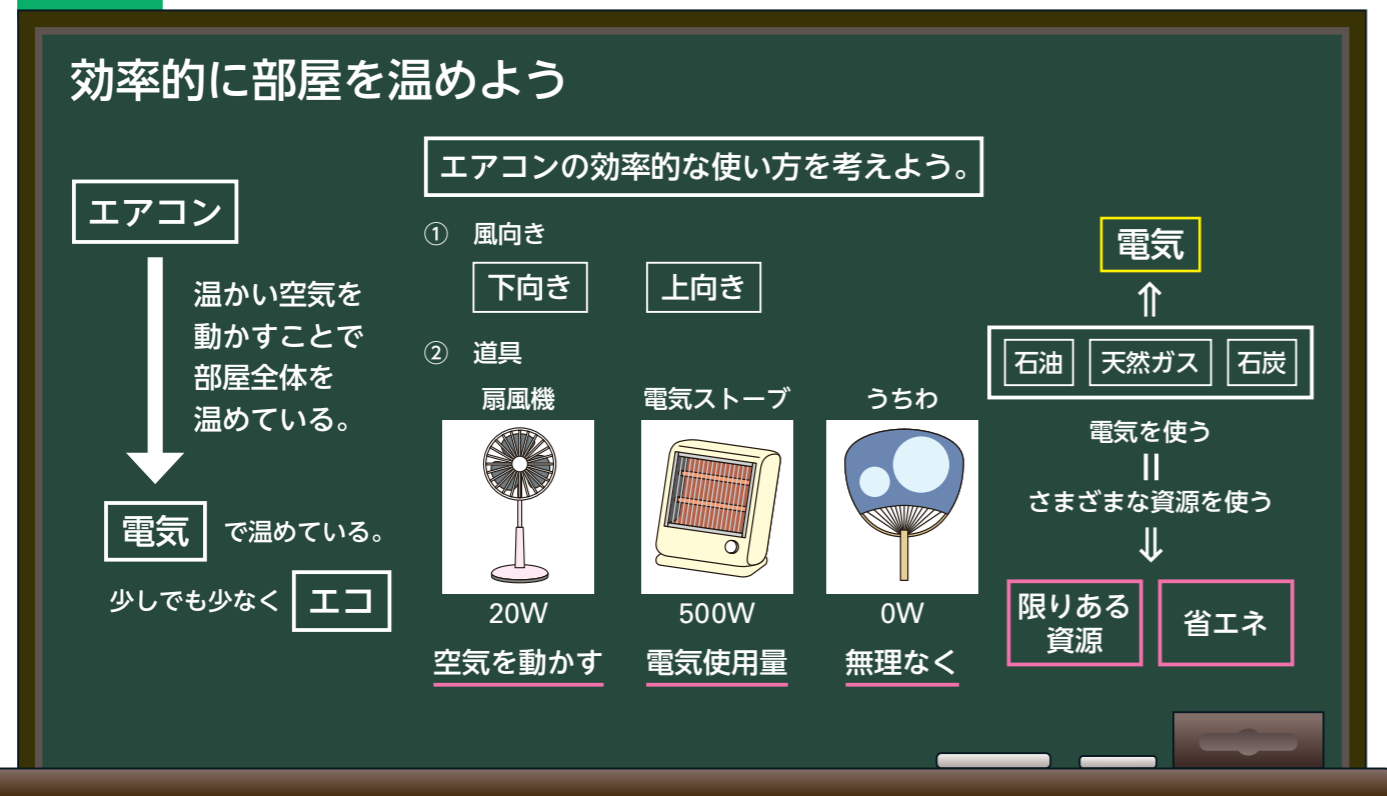 効率的に部屋を温めよう
エアコン
温かい空気を
動かすことで
部屋全体を
温めている。
電気 で温めている。
少しでも少なく エコ
エアコンの効率的な使い方を考えよう。
① 風向き
下向き 上向き
② 道具
扇風機 電気ストーブ うちわ
20W 500W 0W
空気を動かす 電気使用量 無理なく
電気
⇑
石油 天然ガス 石炭
電気を使う
||
さまざまな資源を使う
⇓
限りある
資源
省エネ